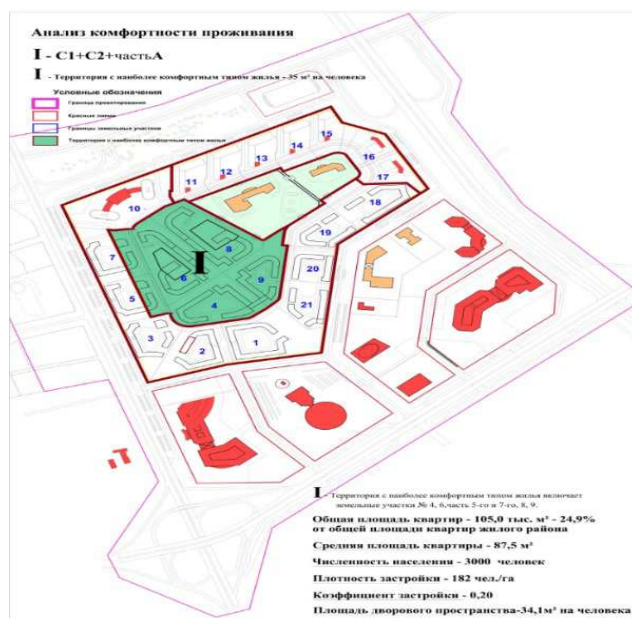 Анализ комфортности проживания
I - С1+С2+частьА
I - Территория с наиболее комфортным типом жилья - 35 м² на человека
Условные обозначения
Граница проектирования
Красные линии
Границы земельных участков
Территория с наиболее комфортным типом жилья
15
14
13
16
12
11
17
10
18
19
8
7
I
20
6
9
5
4
21
3
2
1
I - Территория с наиболее комфортным типом жилья включает
земельные участки № 4, 6,часть 5-го и 7-го, 8, 9.
Общая площадь квартир - 105,0 тыс. м² - 24,9%
от общей площади квартир жилого района
Средняя площадь квартиры - 87,5 м²
Численность населения - 3000 человек
Плотность застройки - 182 чел./га
Коэффициент застройки - 0,20
Площадь дворового пространства-34,1м² на человека